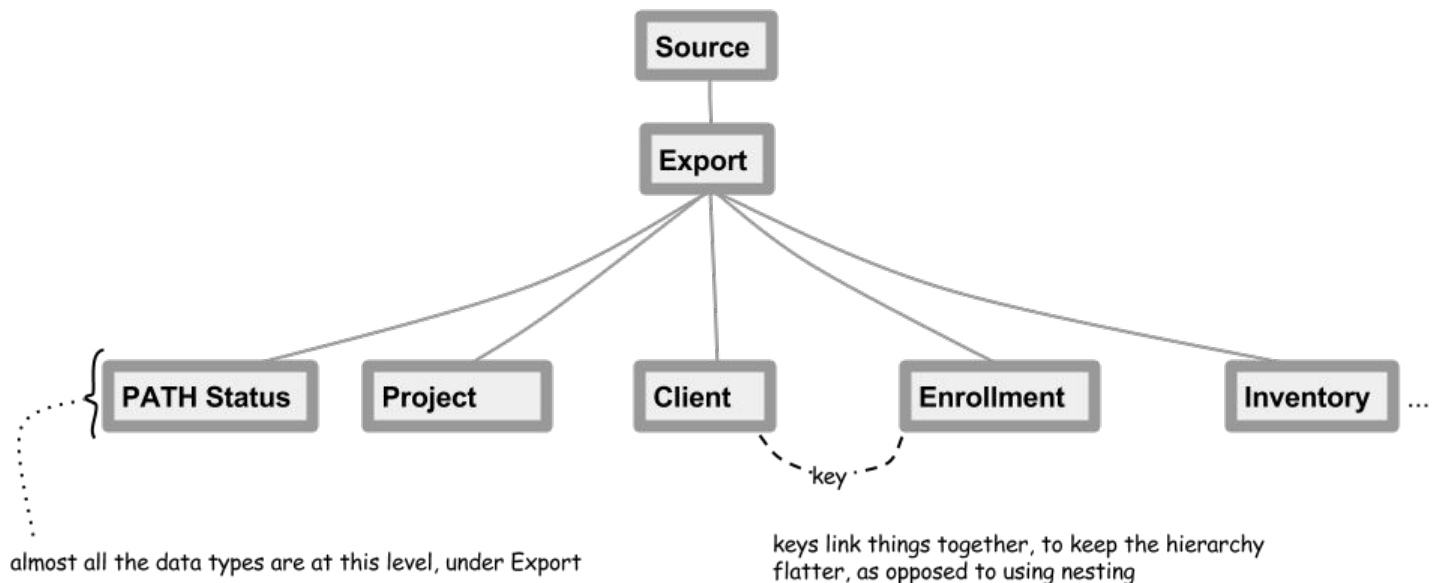 Source
Export
PATH Status
Project
Client
Enrollment
Inventory
...
key
almost all the data types are at this level, under Export
keys link things together, to keep the hierarchy
flatter, as opposed to using nesting